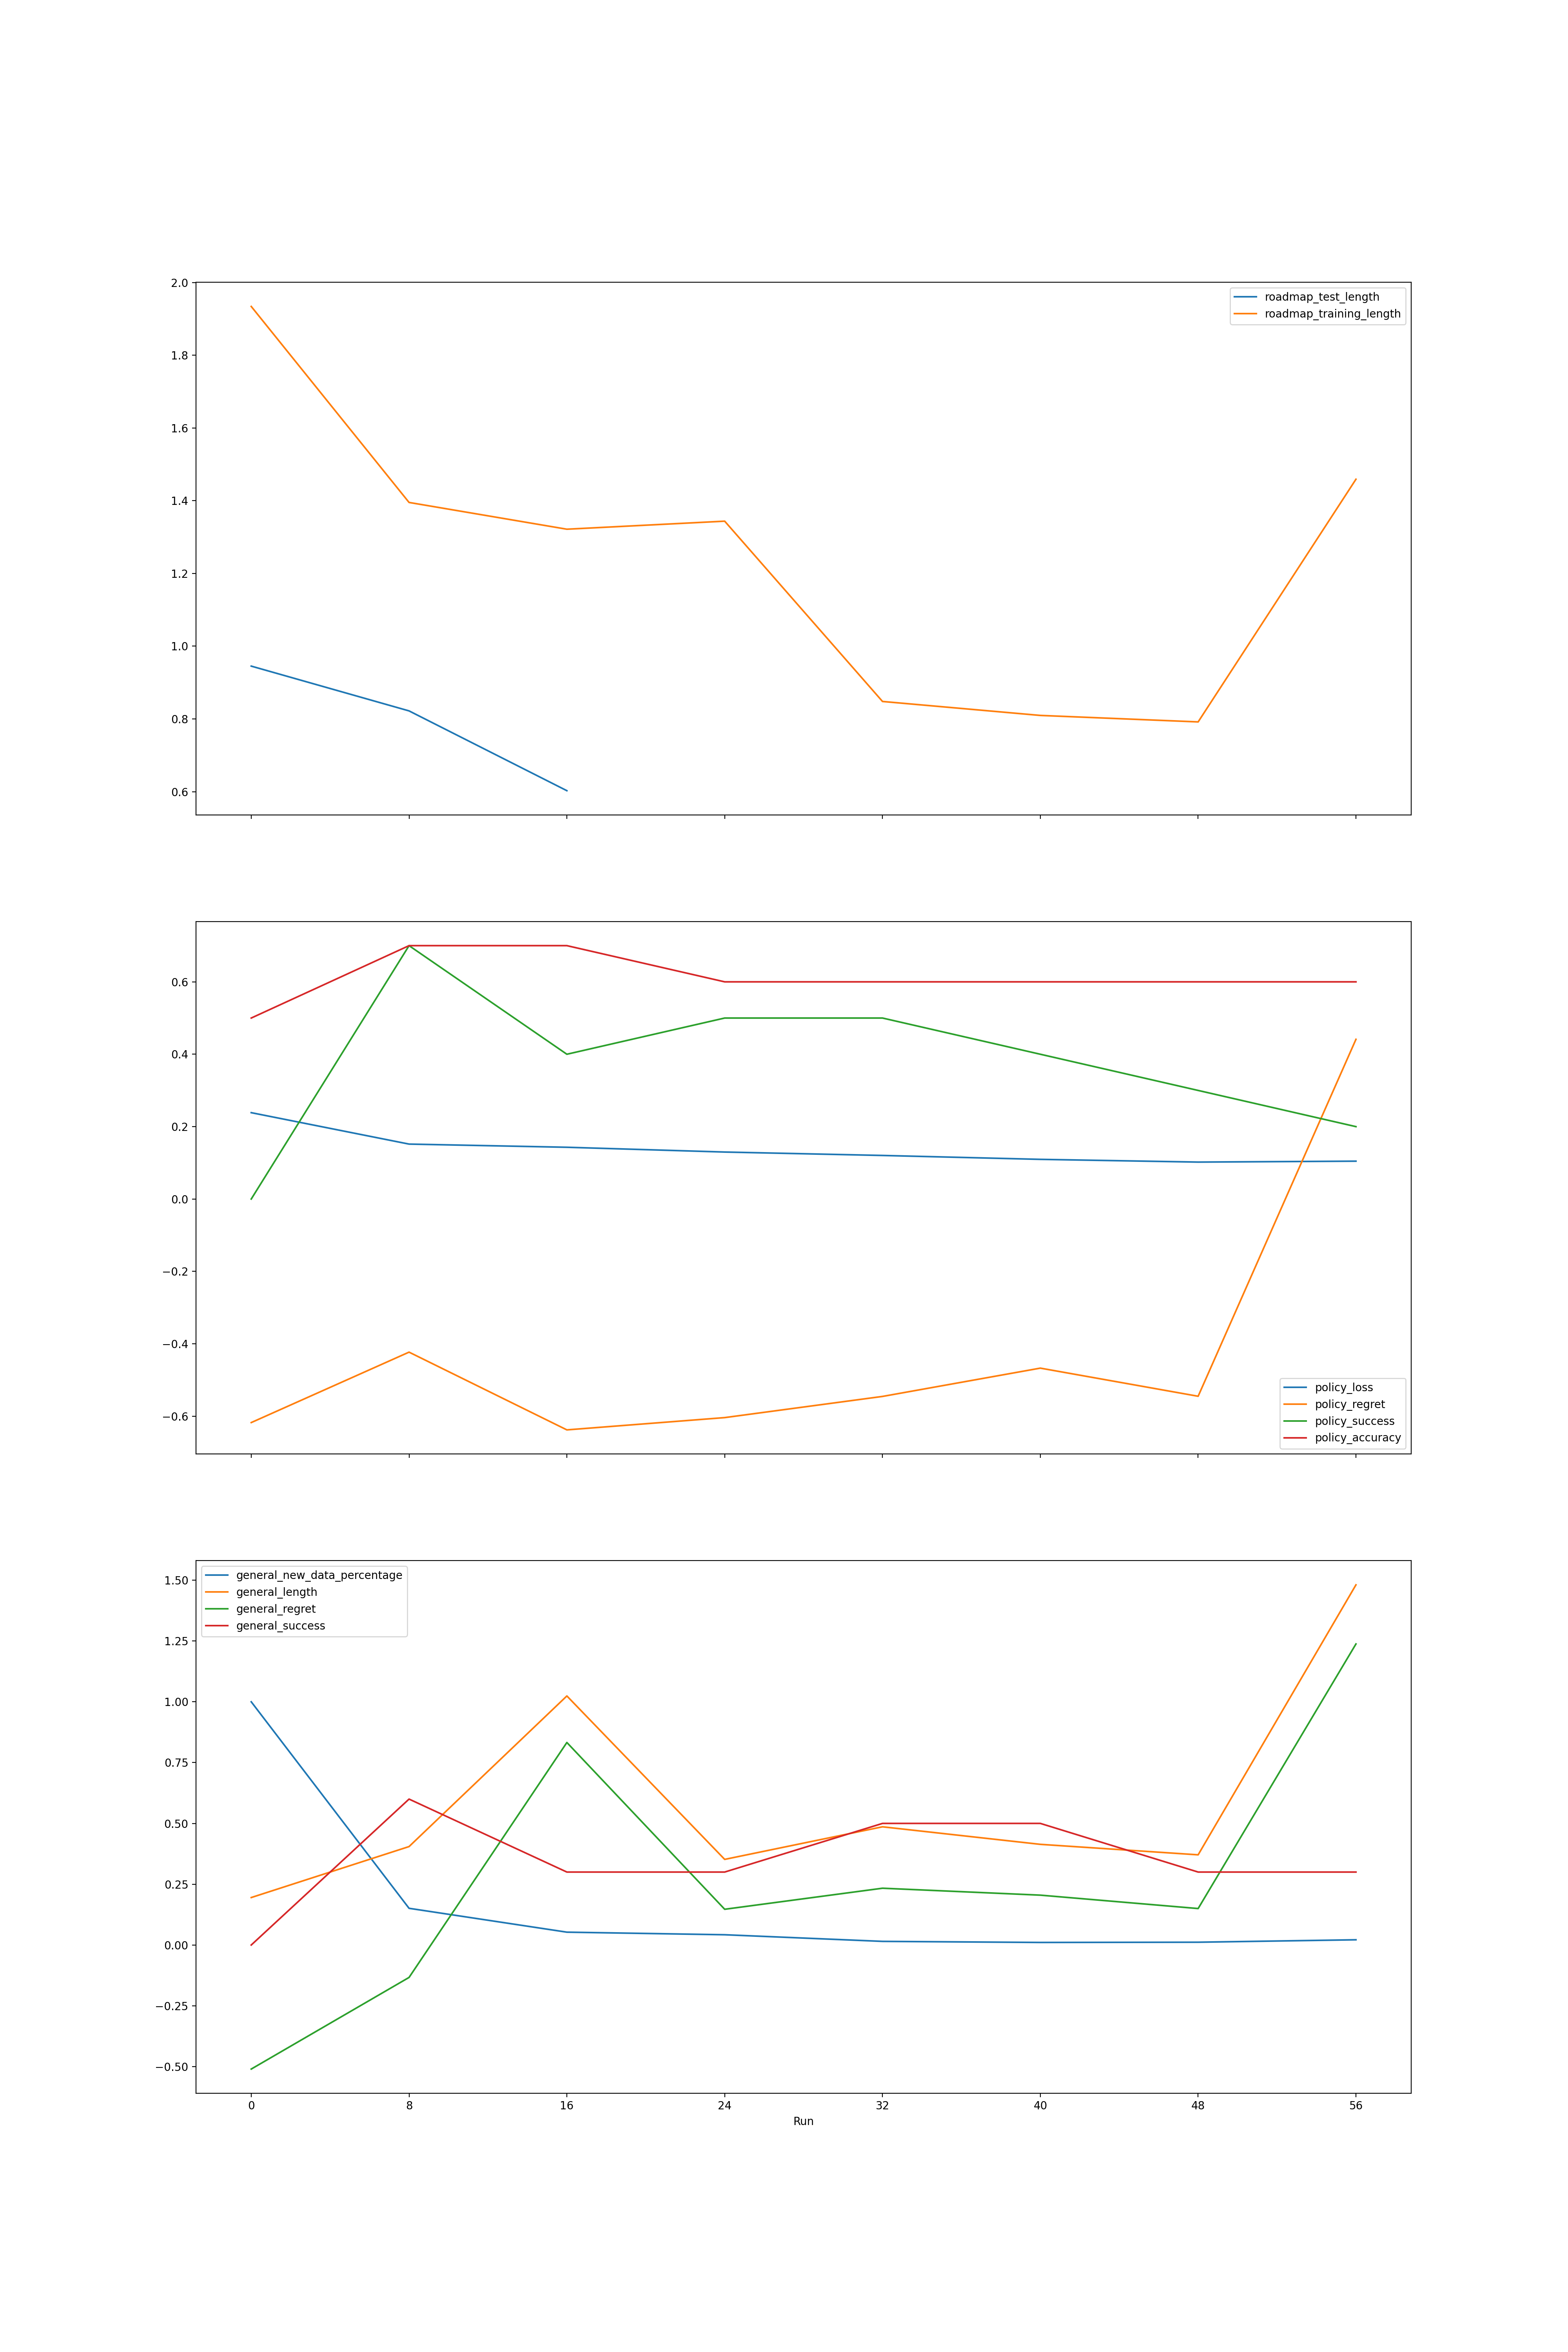 2.0
1.8
1.6
1.4
1.2
1.0
0.8
0.6
roadmap_test_length
roadmap_training_length
0.6
0.4
0.2
0.0
−0.2
−0.4
−0.6
policy_loss
policy_regret
policy_success
policy_accuracy
1.50
1.25
1.00
0.75
0.50
0.25
0.00
−0.25
−0.50
general_new_data_percentage
general_length
general_regret
general_success
0 8 16 24 32 40 48 56
Run